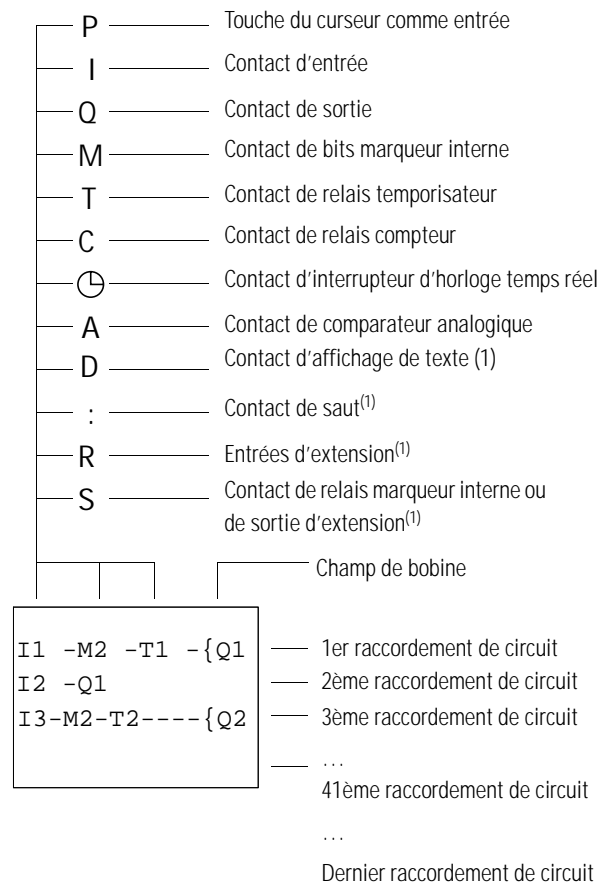 P Touche du curseur comme entrée
I Contact d'entrée
Q Contact de sortie
M Contact de bits marqueur interne
T Contact de relais temporisateur
C Contact de relais compteur
Contact d'interrupteur d'horloge temps réel
A Contact de comparateur analogique
D Contact d'affichage de texte (1)
: Contact de saut(1)
R Entrées d'extension(1)
S Contact de relais marqueur interne ou
de sortie d'extension(1)
Champ de bobine
I1 -M2 -T1 -{Q1 1er raccordement de circuit
I2 -Q1 2ème raccordement de circuit
I3-M2-T2----{Q2 3ème raccordement de circuit
...
41ème raccordement de circuit
...
Dernier raccordement de circuit